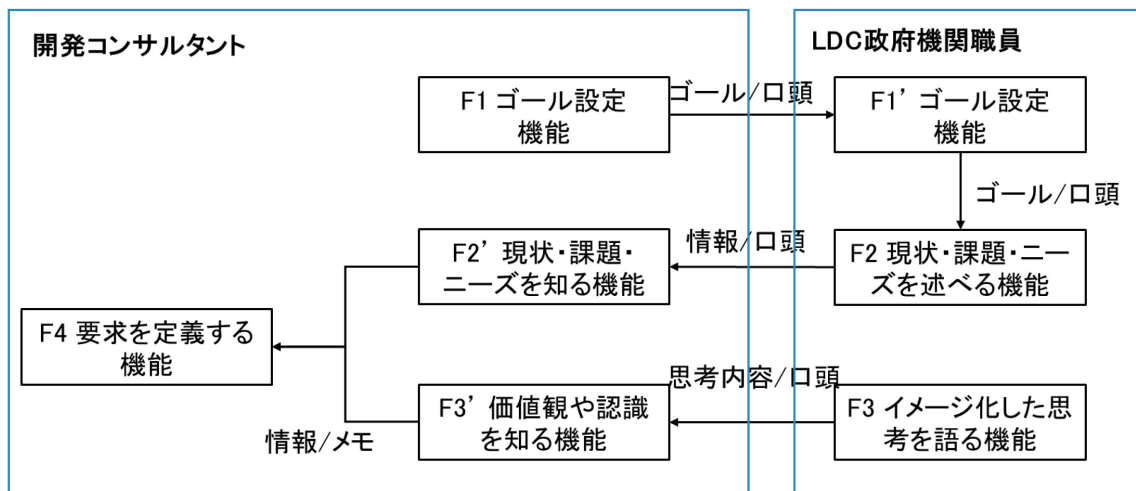 開発コンサルタント
LDC政府機関職員
F1 ゴール設定
機能
ゴール/口頭
F1’ ゴール設定
機能
ゴール/口頭
F2’ 現状・課題・
ニーズを知る機能
情報/口頭
F2 現状・課題・ニー
ズを述べる機能
F4 要求を定義する
機能
思考内容/口頭
F3’ 価値観や認識
を知る機能
F3 イメージ化した思
考を語る機能
情報/メモ